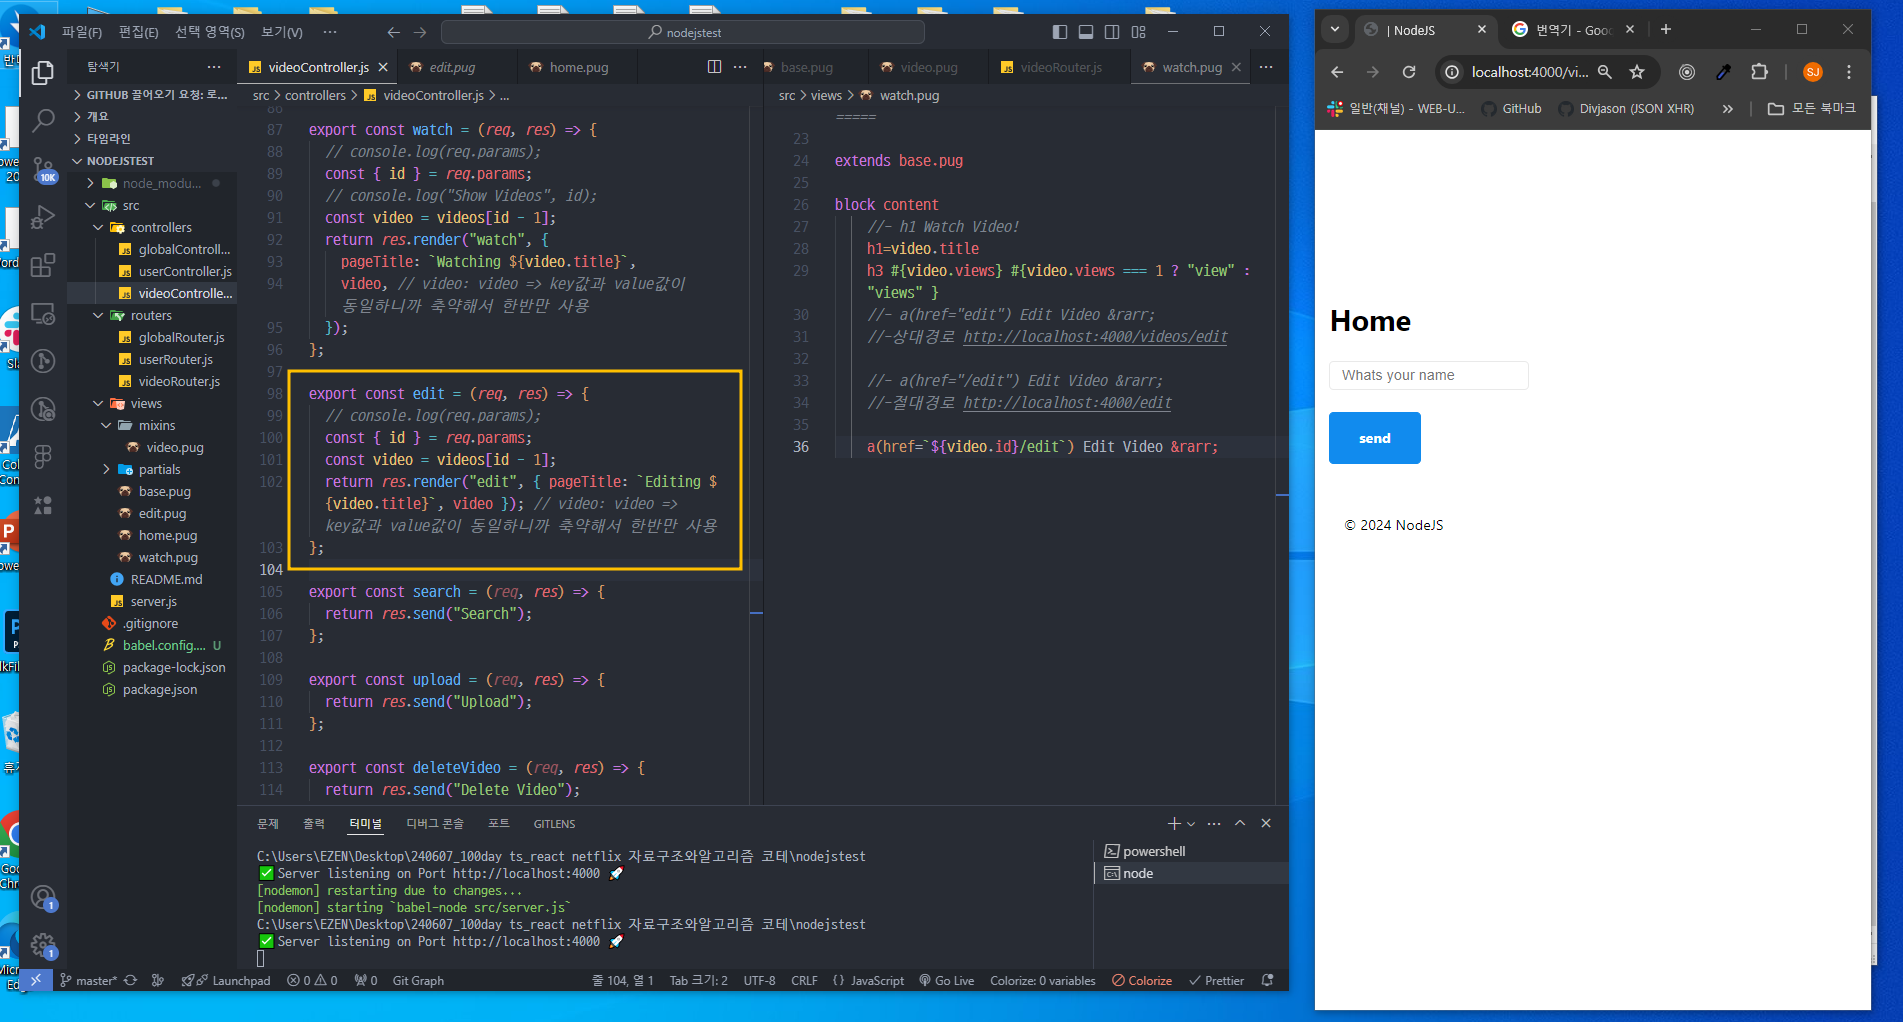 파일(F) 편집(E) 선택 영역(S) 보기(V) ··· nodejstest
탐색기 ···
GITHUB 끌어오기 요청: 로...
개요
타임라인
NODEJSTEST
node_modu...
src
controllers
globalControll...
userController.js
videoControlle...
routers
globalRouter.js
userRouter.js
videoRouter.js
views
mixins
video.pug
partials
base.pug
edit.pug
home.pug
watch.pug
README.md
server.js
.gitignore
babel.config.... U
package-lock.json
package.json
10K
1
1
videoController.js edit.pug home.pug
src > controllers > videoController.js > ...
86
87 export const watch = (req, res) => {
88 // console.log(req.params);
89 const { id } = req.params;
90 // console.log("Show Videos", id);
91 const video = videos[id - 1];
92 return res.render("watch", {
93 pageTitle: `Watching ${video.title}`,
94 video, // video: video => key값과 value값이
동일하니까 축약해서 한반만 사용
95 });
96 };
97
98 export const edit = (req, res) => {
99 // console.log(req.params);
100 const { id } = req.params;
101 const video = videos[id - 1];
102 return res.render("edit", { pageTitle: `Editing $
{video.title}`, video }); // video: video =>
key값과 value값이 동일하니까 축약해서 한반만 사용
103 };
104
105 export const search = (req, res) => {
106 return res.send("Search");
107 };
108
109 export const upload = (req, res) => {
110 return res.send("Upload");
111 };
112
113 export const deleteVideo = (req, res) => {
114 return res.send("Delete Video");
base.pug video.pug videoRouter.js watch.pug
src > views > watch.pug
=====
23
24 extends base.pug
25
26 block content
27 //- h1 Watch Video!
28 h1=video.title
29 h3 #{video.views} #{video.views === 1 ? "view" :
"views" }
30 //- a(href="edit") Edit Video &rarr;
31 //-상대경로 http://localhost:4000/videos/edit
32
33 //- a(href="/edit") Edit Video &rarr;
34 //-절대경로 http://localhost:4000/edit
35
36 a(href=`${video.id}/edit`) Edit Video &rarr;
문제 출력 터미널 디버그 콘솔 포트 GITLENS
C:\Users\EZEN\Desktop\240607_100day ts_react netflix 자료구조와알고리즘 코테\nodejstest
✅ Server listening on Port http://localhost:4000 🚀
[nodemon] restarting due to changes...
[nodemon] starting `babel-node src/server.js`
C:\Users\EZEN\Desktop\240607_100day ts_react netflix 자료구조와알고리즘 코테\nodejstest
✅ Server listening on Port http://localhost:4000 🚀
powershell
node
master* Launchpad 0 0 0 Git Graph 줄 104, 열 1 Tab 크기: 2 UTF-8 CRLF {} JavaScript Go Live Colorize: 0 variables Colorize Prettier
| NodeJS 번역기 - Goo
localhost:4000/vi... SJ
일반(채널) - WEB-U... GitHub Divjason (JSON XHR) » 모든 북마크
Home
Whats your name
send
© 2024 NodeJS